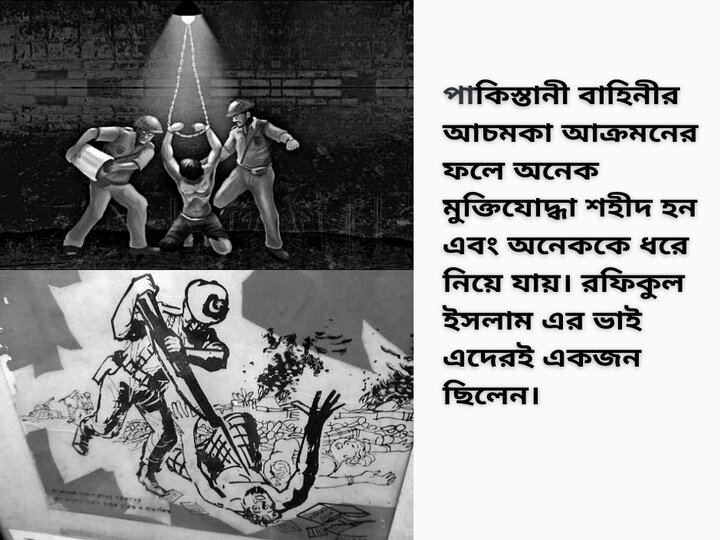 পাকিস্তানী বাহিনীর
আচমকা আক্রমনের
ফলে অনেক
মুক্তিযোদ্ধা শহীদ হন
এবং অনেককে ধরে
নিয়ে যায়। রফিকুল
ইসলাম এর ভাই
এদেরই একজন
ছিলেন।